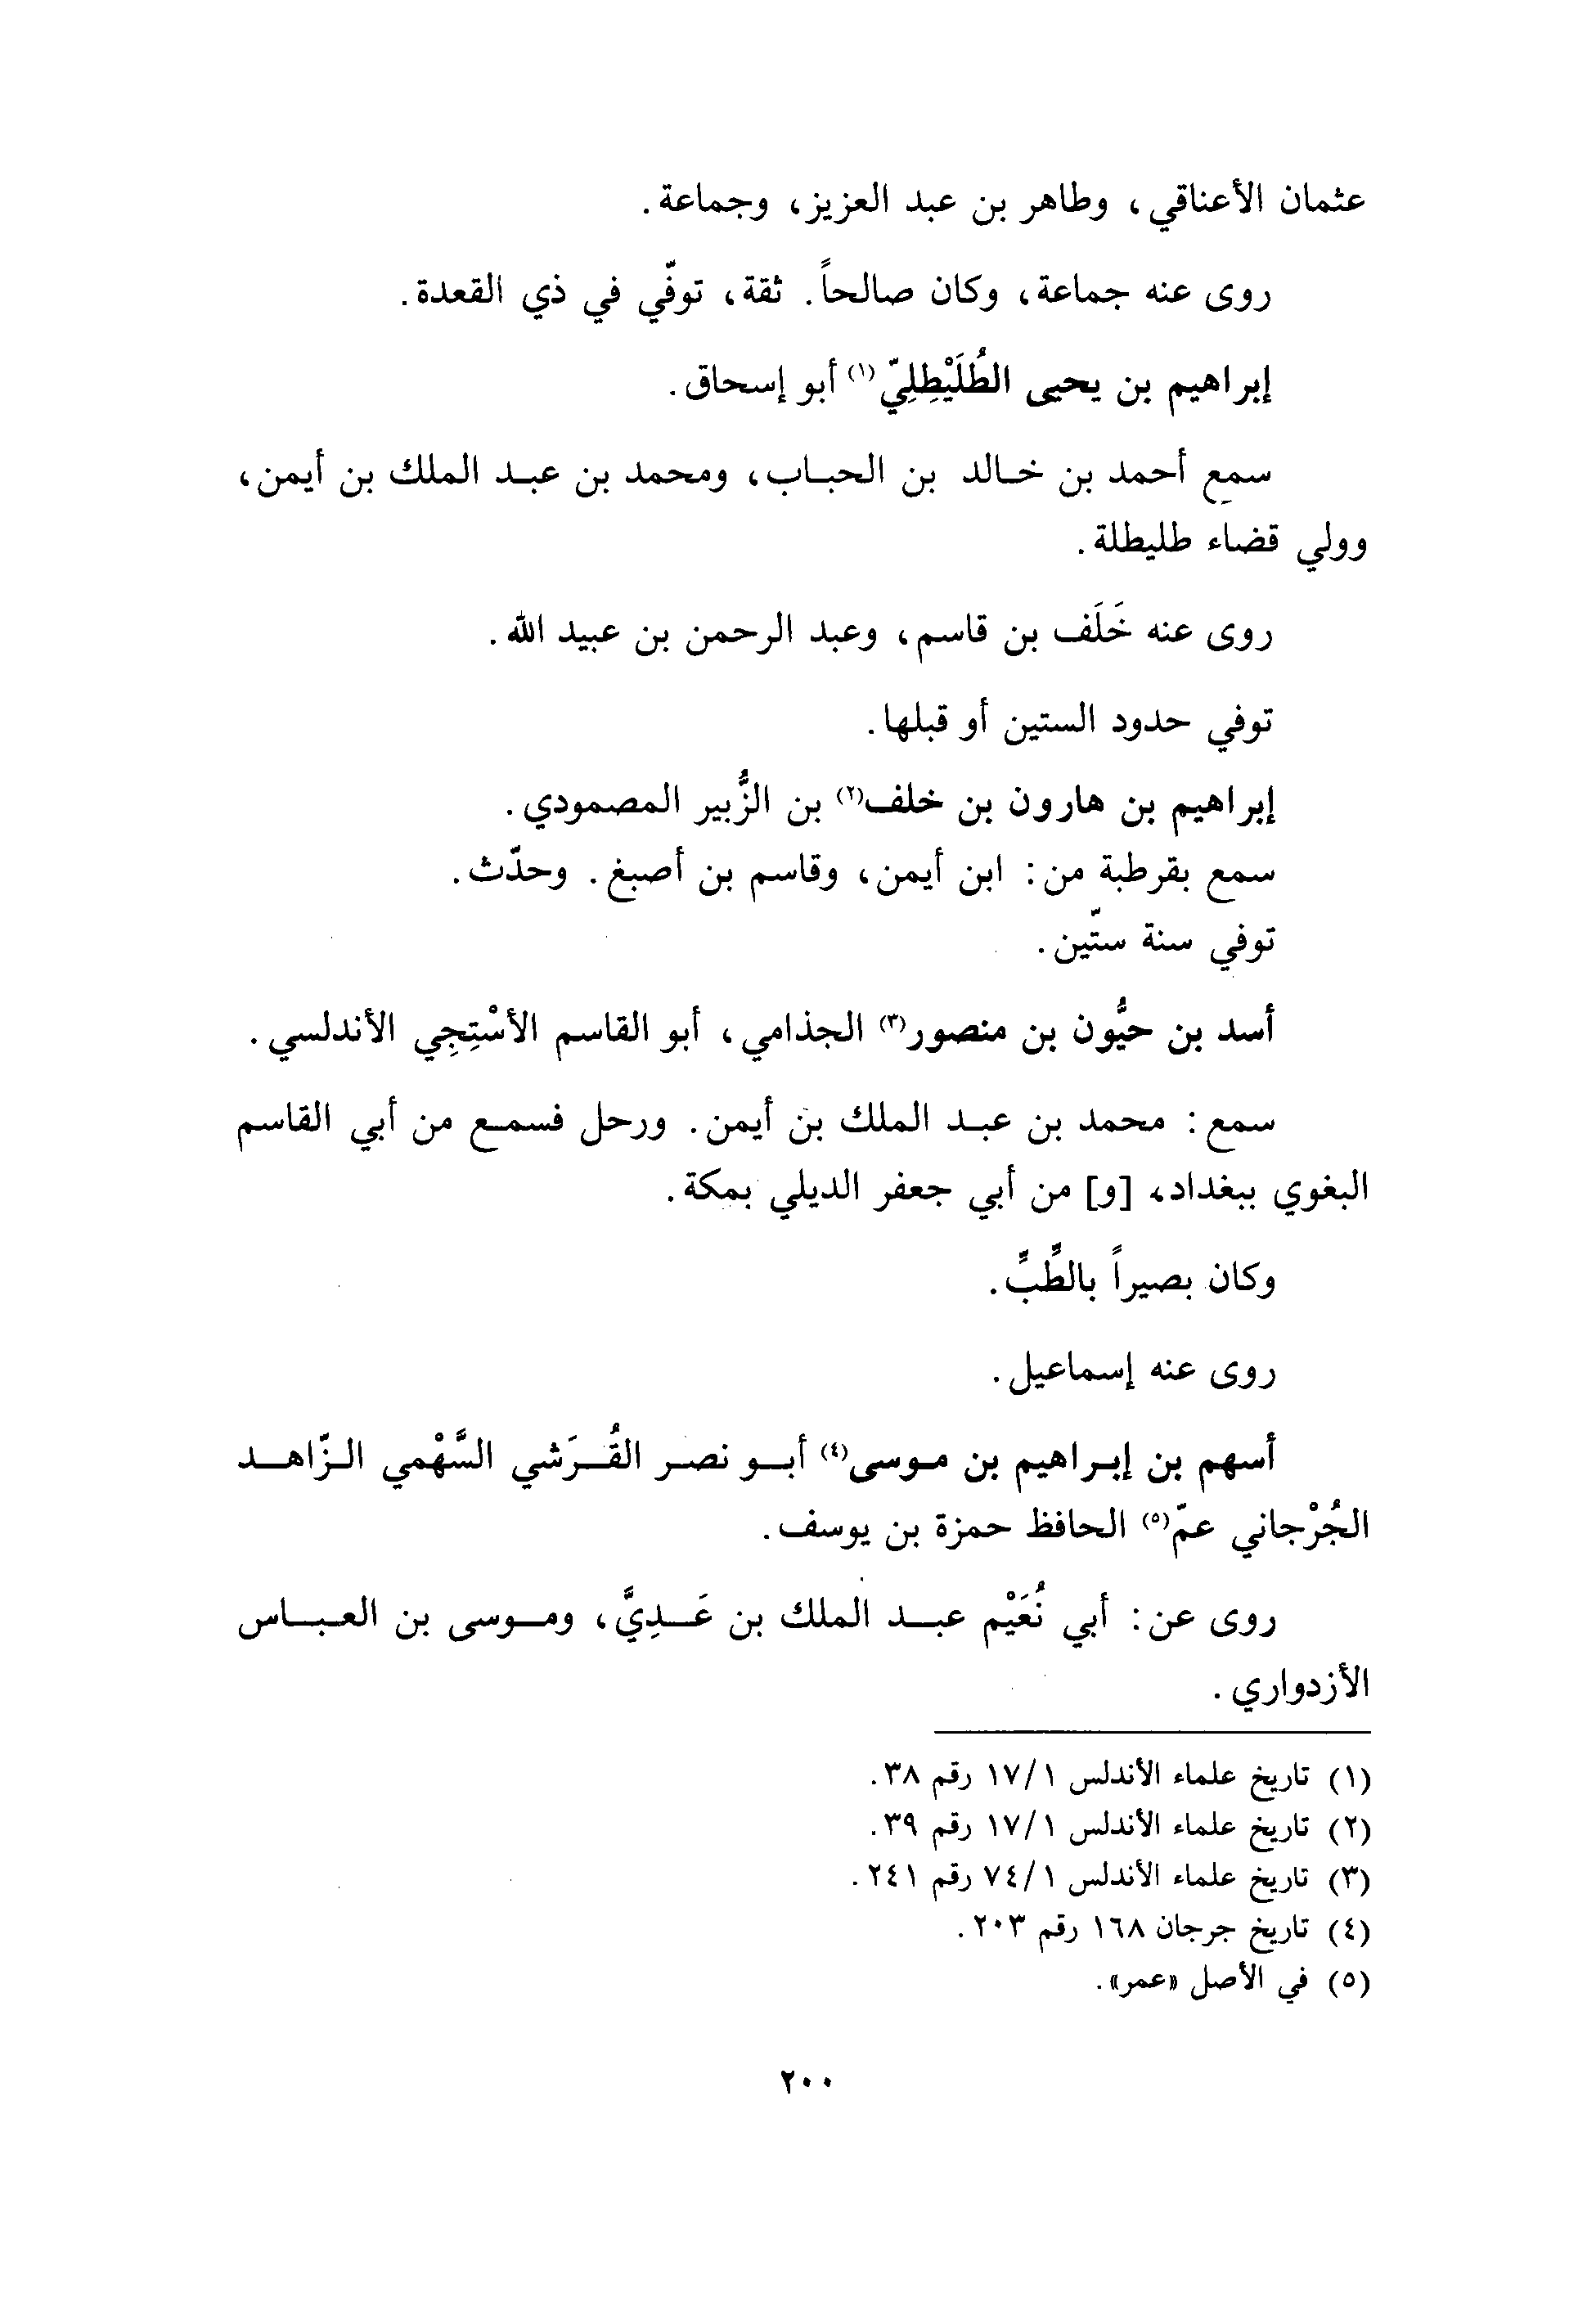 عثمان الأعناقي، وطاهر بن عبد العزيز، وجماعة.
روى عنه جماعة، وكان صالحاً. ثقة، توفّي في ذي القعدة.
إبراهيم بن يحيى الطُلَيْطِلِيّ(١) أبو إسحاق.
سمع أحمد بن خالد بن الحباب، ومحمد بن عبد الملك بن أيمن،
وولي قضاء طليطلة.
روى عنه خَلَف بن قاسم، وعبد الرحمن بن عبيد الله.
توفي حدود الستين أو قبلها.
إبراهيم بن هارون بن خلف(٢) بن الزُّبير المصمودي.
سمع بقرطبة من: ابن أيمن، وقاسم بن أصبغ. وحدّث.
توفي سنة ستّين.
أسد بن حيُّون بن منصور(٣) الجذامي، أبو القاسم الأسْتِجِي الأندلسي.
سمع: محمد بن عبد الملك بن أيمن. ورحل فسمع من أبي القاسم
البغوي ببغداد، [و] من أبي جعفر الديلي بمكة.
وكان بصيراً بالطِّبِّ.
روى عنه إسماعيل.
أسهم بن إبراهيم بن موسى(٤) أبو نصر القُرَشي السَّهْمي الزّاهد
الجُرْجاني عمّ(٥) الحافظ حمزة بن يوسف.
روى عن: أبي نُعَيْم عبد الملك بن عَدِيَّ، وموسى بن العباس
الأزدواري.
(١) تاريخ علماء الأندلس ١٧/١ رقم ٣٨.
(٢) تاريخ علماء الأندلس ١٧/١ رقم ٣٩.
(٣) تاريخ علماء الأندلس ٧٤/١ رقم ٢٤١.
(٤) تاريخ جرجان ١٦٨ رقم ٢٠٣.
(٥) في الأصل «عمر».
٢٠٠